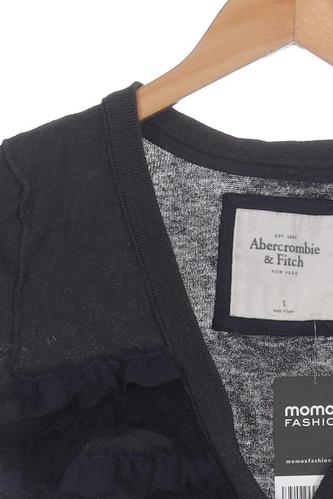 EST. 1892
Abercrombie
& Fitch
NEW YORK
S
momox
FASHION
momoxfashion.